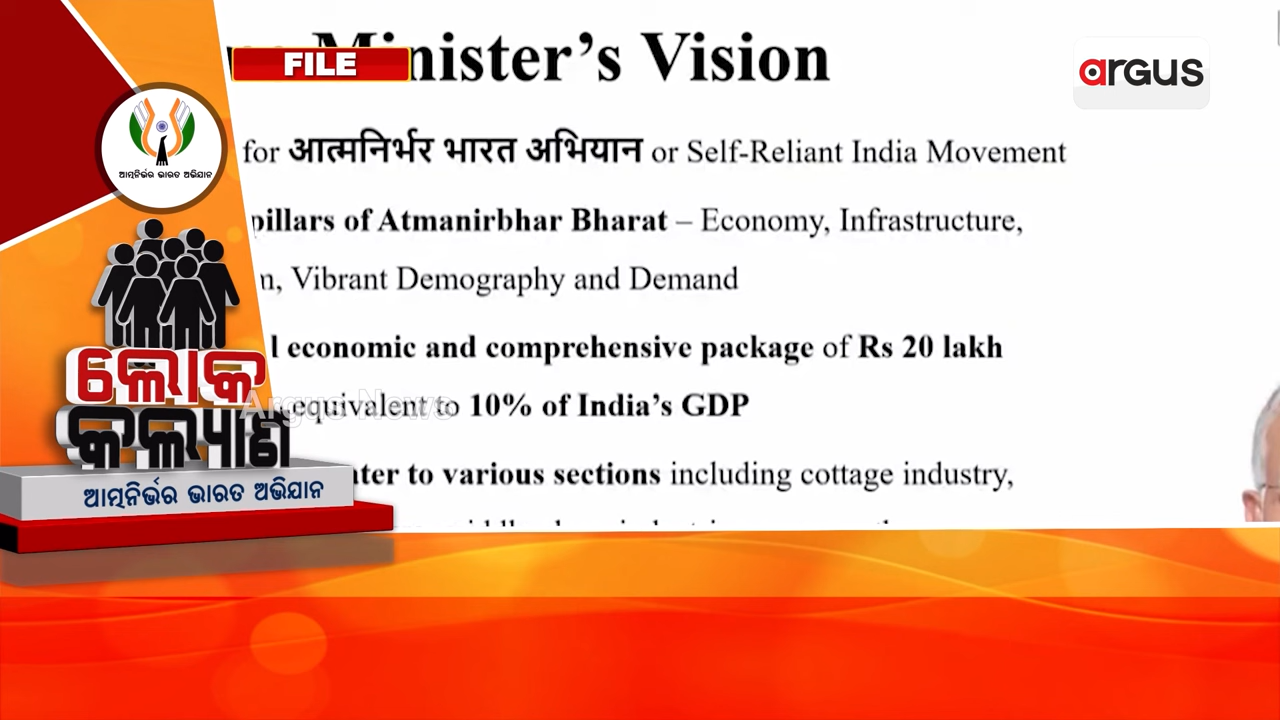 Minister’s Vision
FILE
argus
for आत्मनिर्भर भारत अभियान or Self-Reliant India Movement
pillars of Atmanirbhar Bharat – Economy, Infrastructure,
Vibrant Demography and Demand
economic and comprehensive package of Rs 20 lakh
equivalent to 10% of India’s GDP
to various sections including cottage industry,
Argus News
ଆତ୍ମନିର୍ଭର ଭାରତ ଅଭିଯାନ
ଲୋକ
କଲ୍ୟାଣ
ଆତ୍ମନିର୍ଭର ଭାରତ ଅଭିଯାନ